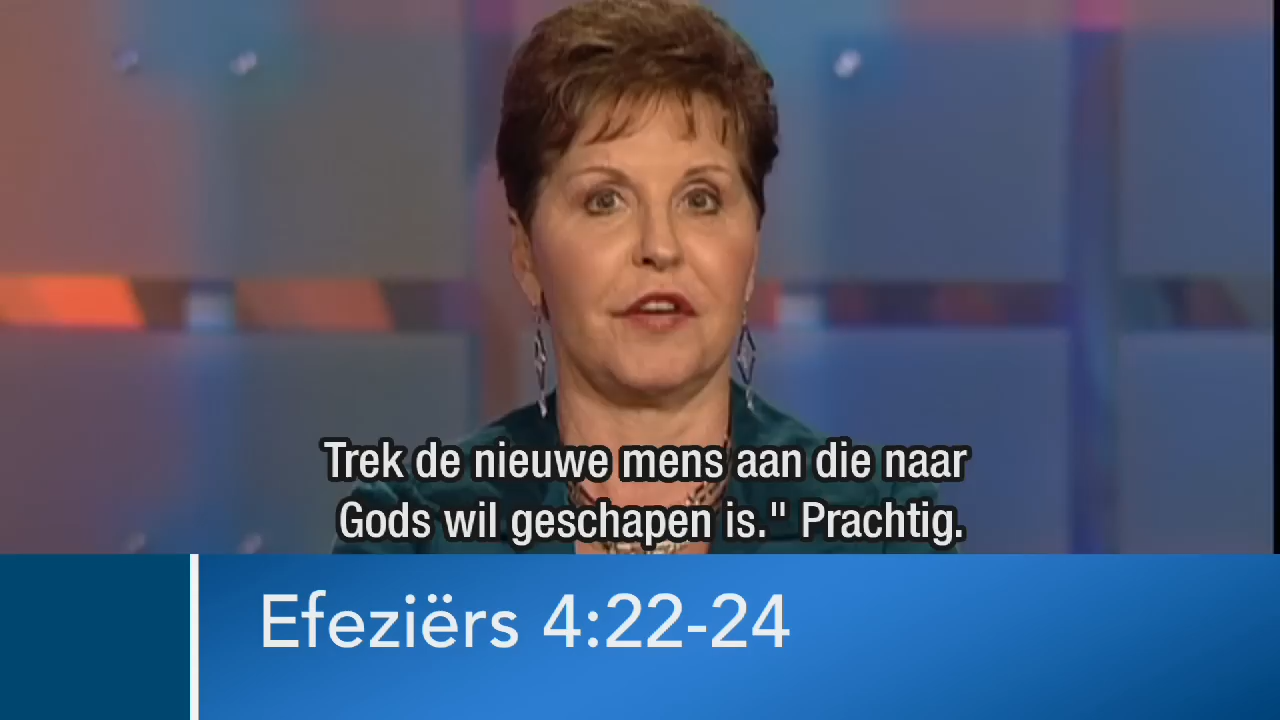 Trek de nieuwe mens aan die naar
Gods wil geschapen is." Prachtig.
Efeziërs 4:22-24